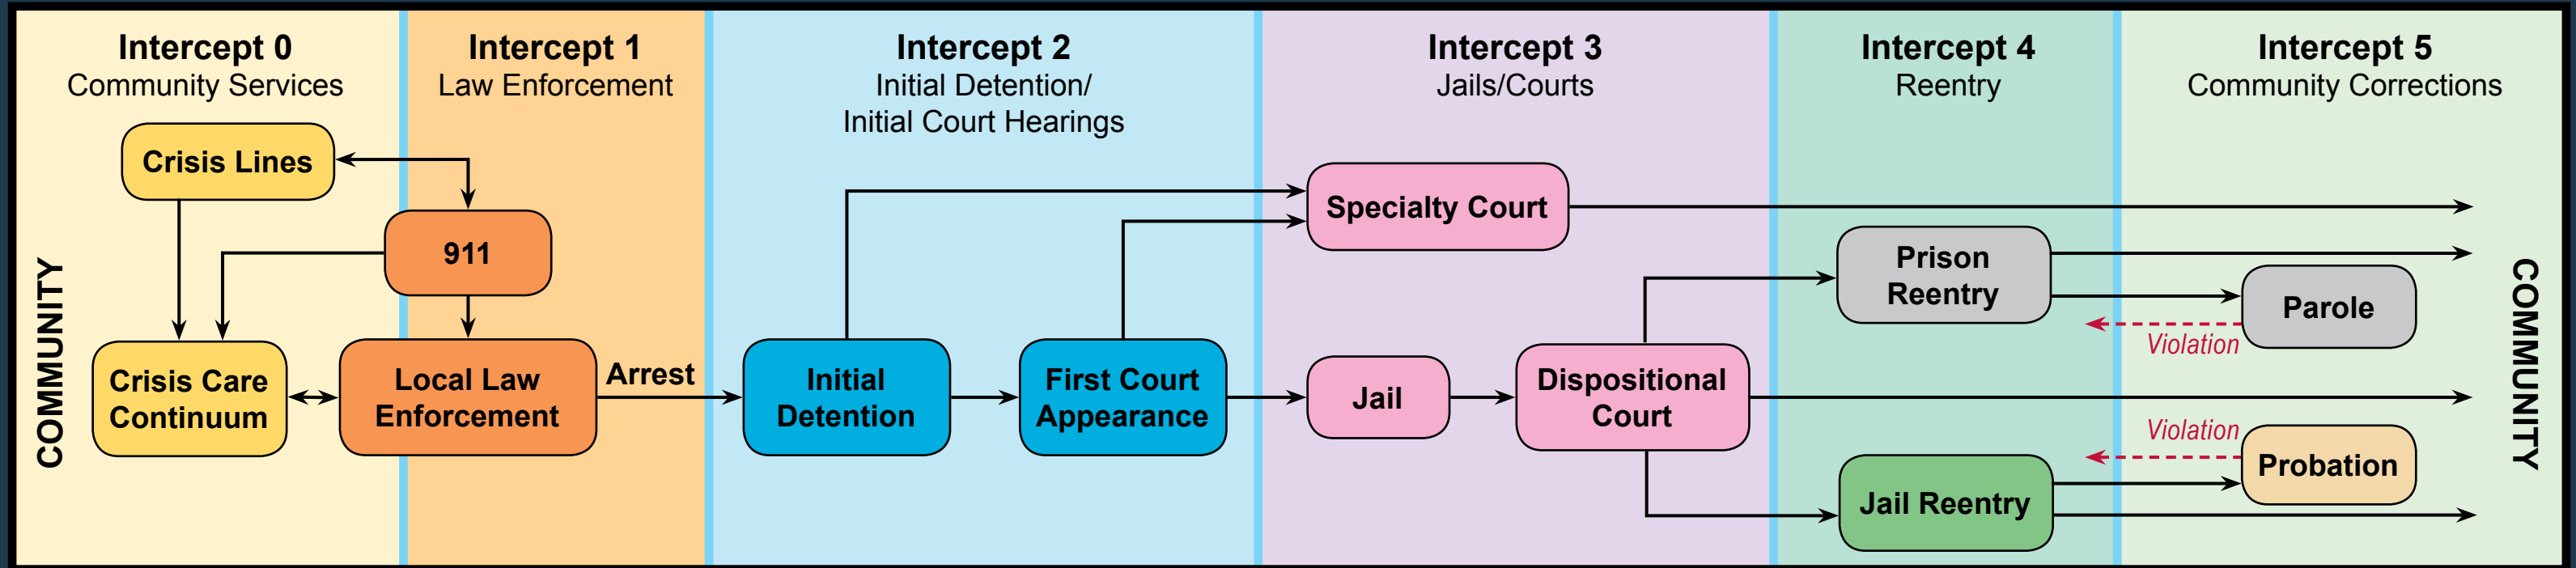 Intercept 0
Community Services
Intercept 1
Law Enforcement
Intercept 2
Initial Detention/
Initial Court Hearings
Intercept 3
Jails/Courts
Intercept 4
Reentry
Intercept 5
Community Corrections
COMMUNITY
Crisis Lines
911
Crisis Care
Continuum
Local Law
Enforcement
Arrest
Initial
Detention
First Court
Appearance
Specialty Court
Jail
Dispositional
Court
Prison
Reentry
Jail Reentry
Parole
Violation
Violation
Probation
COMMUNITY